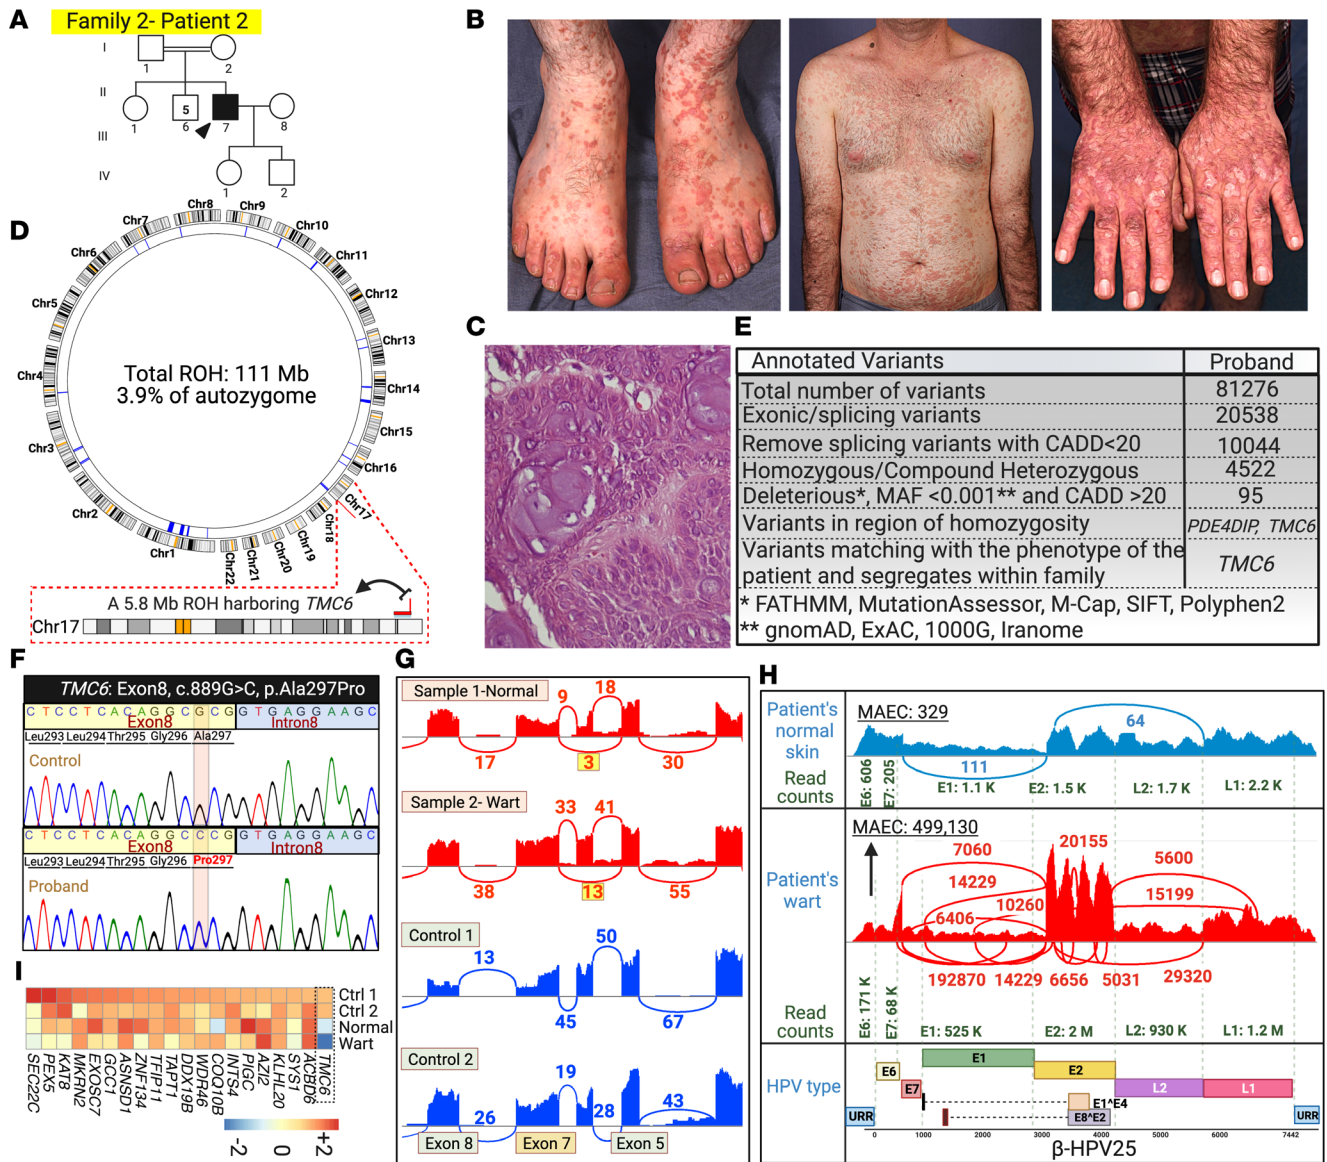 A
Family 2- Patient 2
I
1
2
II
1
5
6
7
8
III
IV
1
2
B
C
D
Chr1
Chr2
Chr3
Chr4
Chr5
Chr6
Chr7
Chr8
Chr9
Chr10
Chr11
Chr12
Chr13
Chr14
Chr15
Chr16
Chr17
Chr18
Chr19
Chr20
Chr21
Chr22
Total ROH: 111 Mb
3.9% of autozygome
A 5.8 Mb ROH harboring TMC6
Chr17
E
Annotated Variants Proband
Total number of variants 81276
Exonic/splicing variants 20538
Remove splicing variants with CADD<20 10044
Homozygous/Compound Heterozygous 4522
Deleterious*, MAF <0.001** and CADD >20 95
Variants in region of homozygosity PDE4DIP, TMC6
Variants matching with the phenotype of the
patient and segregates within family TMC6
* FATHMM, MutationAssessor, M-Cap, SIFT, Polyphen2
** gnomAD, ExAC, 1000G, Iranome
F
TMC6: Exon8, c.889G>C, p.Ala297Pro
C T C C T C A C A G G C G C G G T G A G G A A G C
Exon8 Intron8
Leu293 Leu294 Thr295 Gly296 Ala297
Control
C T C C T C A C A G G C C C G G T G A G G A A G C
Exon8 Intron8
Leu293 Leu294 Thr295 Gly296 Pro297
Proband
G
Sample 1-Normal
9
18
17
3
30
Sample 2- Wart
33
41
38
13
55
Control 1
13
50
45
67
Control 2
19
26
28
43
Exon 8 Exon 7 Exon 5
H
Patient's
normal
skin
MAEC: 329
64
111
Read
counts
E6: 606
E7: 205
E1: 1.1 K
E2: 1.5 K
L2: 1.7 K
L1: 2.2 K
MAEC: 499,130
Patient's
wart
7060
20155
5600
14229
15199
10260
6406
192870
14229
6656
5031
29320
Read
counts
E6: 171 K
E7: 68 K
E1: 525 K
E2: 2 M
L2: 930 K
L1: 1.2 M
HPV type
E1
E6
E2
E7
L2
L1
E1^E4
E8^E2
URR
URR
0 1000 2000 3000 4000 5000 6000 7442
β-HPV25
I
Ctrl 1
Ctrl 2
Normal
Wart
SEC22C
PEX5
KAT8
MKRN2
EXOSC7
GCC1
ASNSD1
ZNF134
TFIP11
TAPT1
DDX19B
WDR46
COQ10B
INTS4
PIGC
AZI2
KLHL20
SYS1
ACBD6
TMC6
-2
0
+2